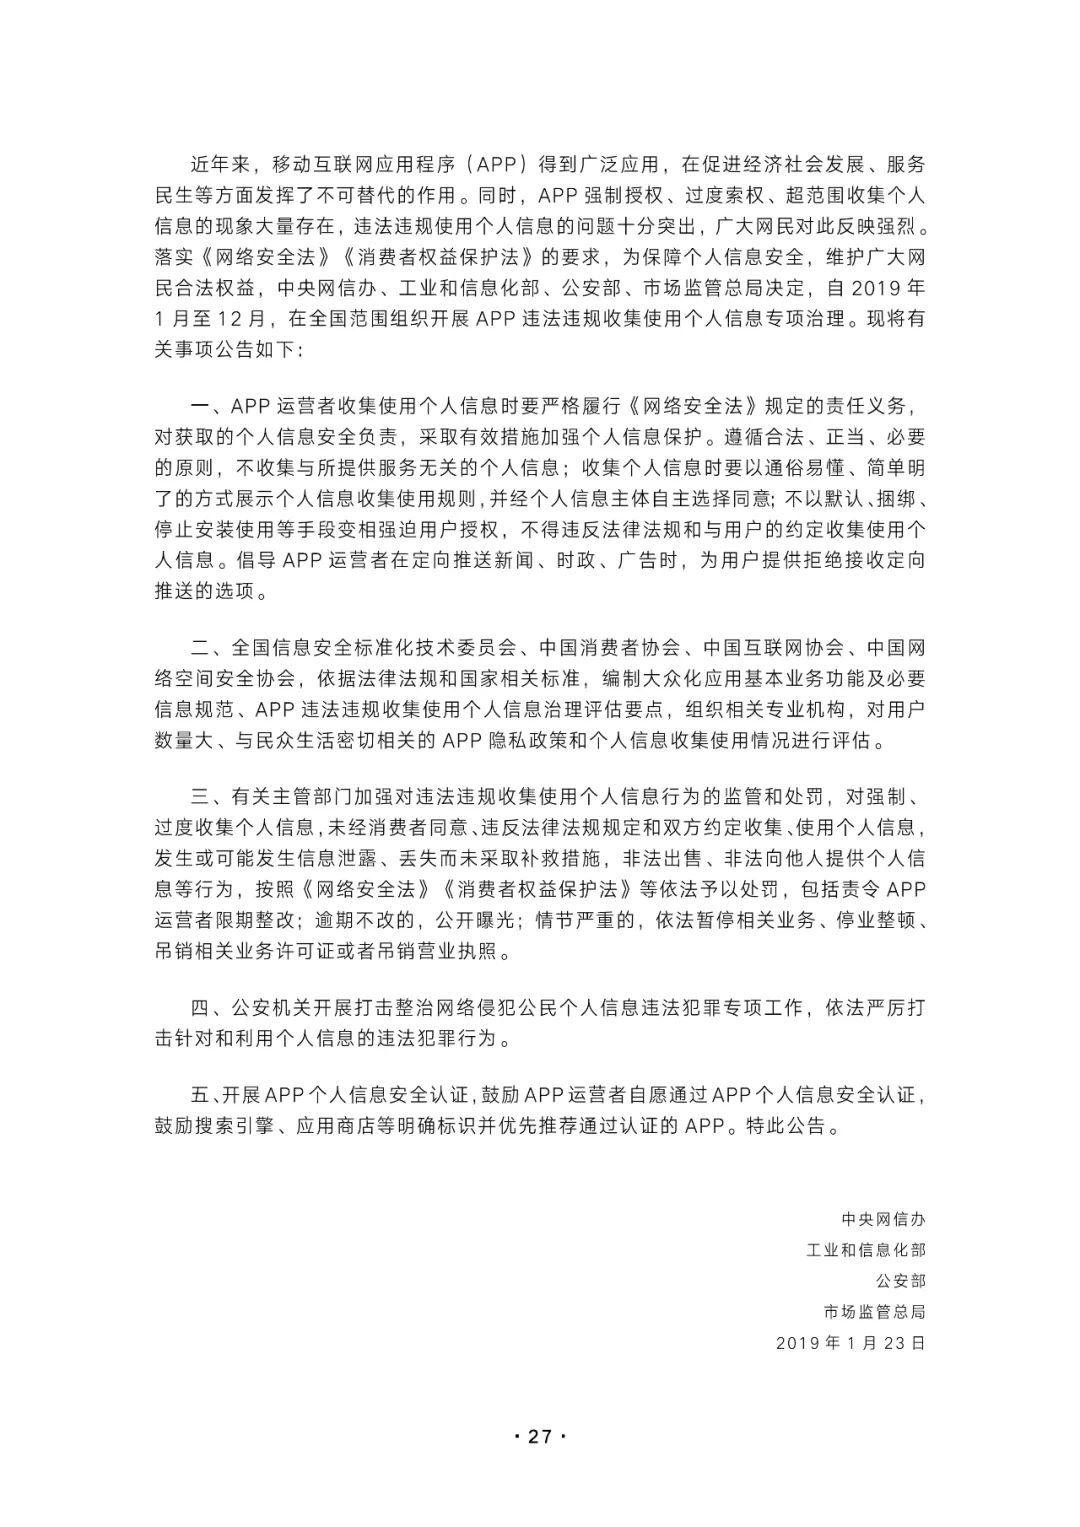 近年来，移动互联网应用程序（APP）得到广泛应用，在促进经济社会发展、服务
民生等方面发挥了不可替代的作用。同时，APP 强制授权、过度索权、超范围收集个人
信息的现象大量存在，违法违规使用个人信息的问题十分突出，广大网民对此反映强烈。
落实《网络安全法》《消费者权益保护法》的要求，为保障个人信息安全，维护广大网
民合法权益，中央网信办、工业和信息化部、公安部、市场监管总局决定，自 2019 年
1 月至 12 月，在全国范围组织开展 APP 违法违规收集使用个人信息专项治理。现将有
关事项公告如下：
一、APP 运营者收集使用个人信息时要严格履行《网络安全法》规定的责任义务，
对获取的个人信息安全负责，采取有效措施加强个人信息保护。遵循合法、正当、必要
的原则，不收集与所提供服务无关的个人信息；收集个人信息时要以通俗易懂、简单明
了的方式展示个人信息收集使用规则，并经个人信息主体自主选择同意；不以默认、捆绑、
停止安装使用等手段变相强迫用户授权，不得违反法律法规和与用户的约定收集使用个
人信息。倡导 APP 运营者在定向推送新闻、时政、广告时，为用户提供拒绝接收定向
推送的选项。
二、全国信息安全标准化技术委员会、中国消费者协会、中国互联网协会、中国网
络空间安全协会，依据法律法规和国家相关标准，编制大众化应用基本业务功能及必要
信息规范、APP 违法违规收集使用个人信息治理评估要点，组织相关专业机构，对用户
数量大、与民众生活密切相关的 APP 隐私政策和个人信息收集使用情况进行评估。
三、有关主管部门加强对违法违规收集使用个人信息行为的监管和处罚，对强制、
过度收集个人信息，未经消费者同意、违反法律法规规定和双方约定收集、使用个人信息，
发生或可能发生信息泄露、丢失而未采取补救措施，非法出售、非法向他人提供个人信
息等行为，按照《网络安全法》《消费者权益保护法》等依法予以处罚，包括责令 APP
运营者限期整改；逾期不改的，公开曝光；情节严重的，依法暂停相关业务、停业整顿、
吊销相关业务许可证或者吊销营业执照。
四、公安机关开展打击整治网络侵犯公民个人信息违法犯罪专项工作，依法严厉打
击针对和利用个人信息的违法犯罪行为。
五、开展 APP 个人信息安全认证，鼓励 APP 运营者自愿通过 APP 个人信息安全认证，
鼓励搜索引擎、应用商店等明确标识并优先推荐通过认证的 APP。特此公告。
中央网信办
工业和信息化部
公安部
市场监管总局
2019 年 1 月 23 日
· 27 ·